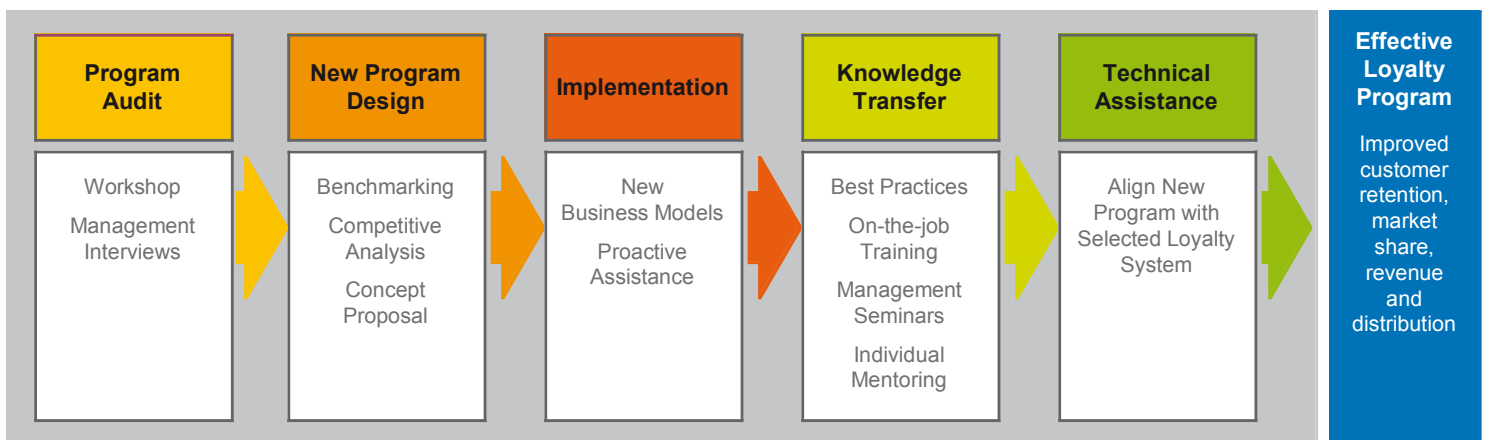 Program
Audit
Workshop
Management
Interviews
New Program
Design
Benchmarking
Competitive
Analysis
Concept
Proposal
Implementation
New
Business Models
Proactive
Assistance
Knowledge
Transfer
Best Practices
On-the-job
Training
Management
Seminars
Individual
Mentoring
Technical
Assistance
Align New
Program with
Selected Loyalty
System
Effective
Loyalty
Program
Improved
customer
retention,
market
share,
revenue
and
distribution